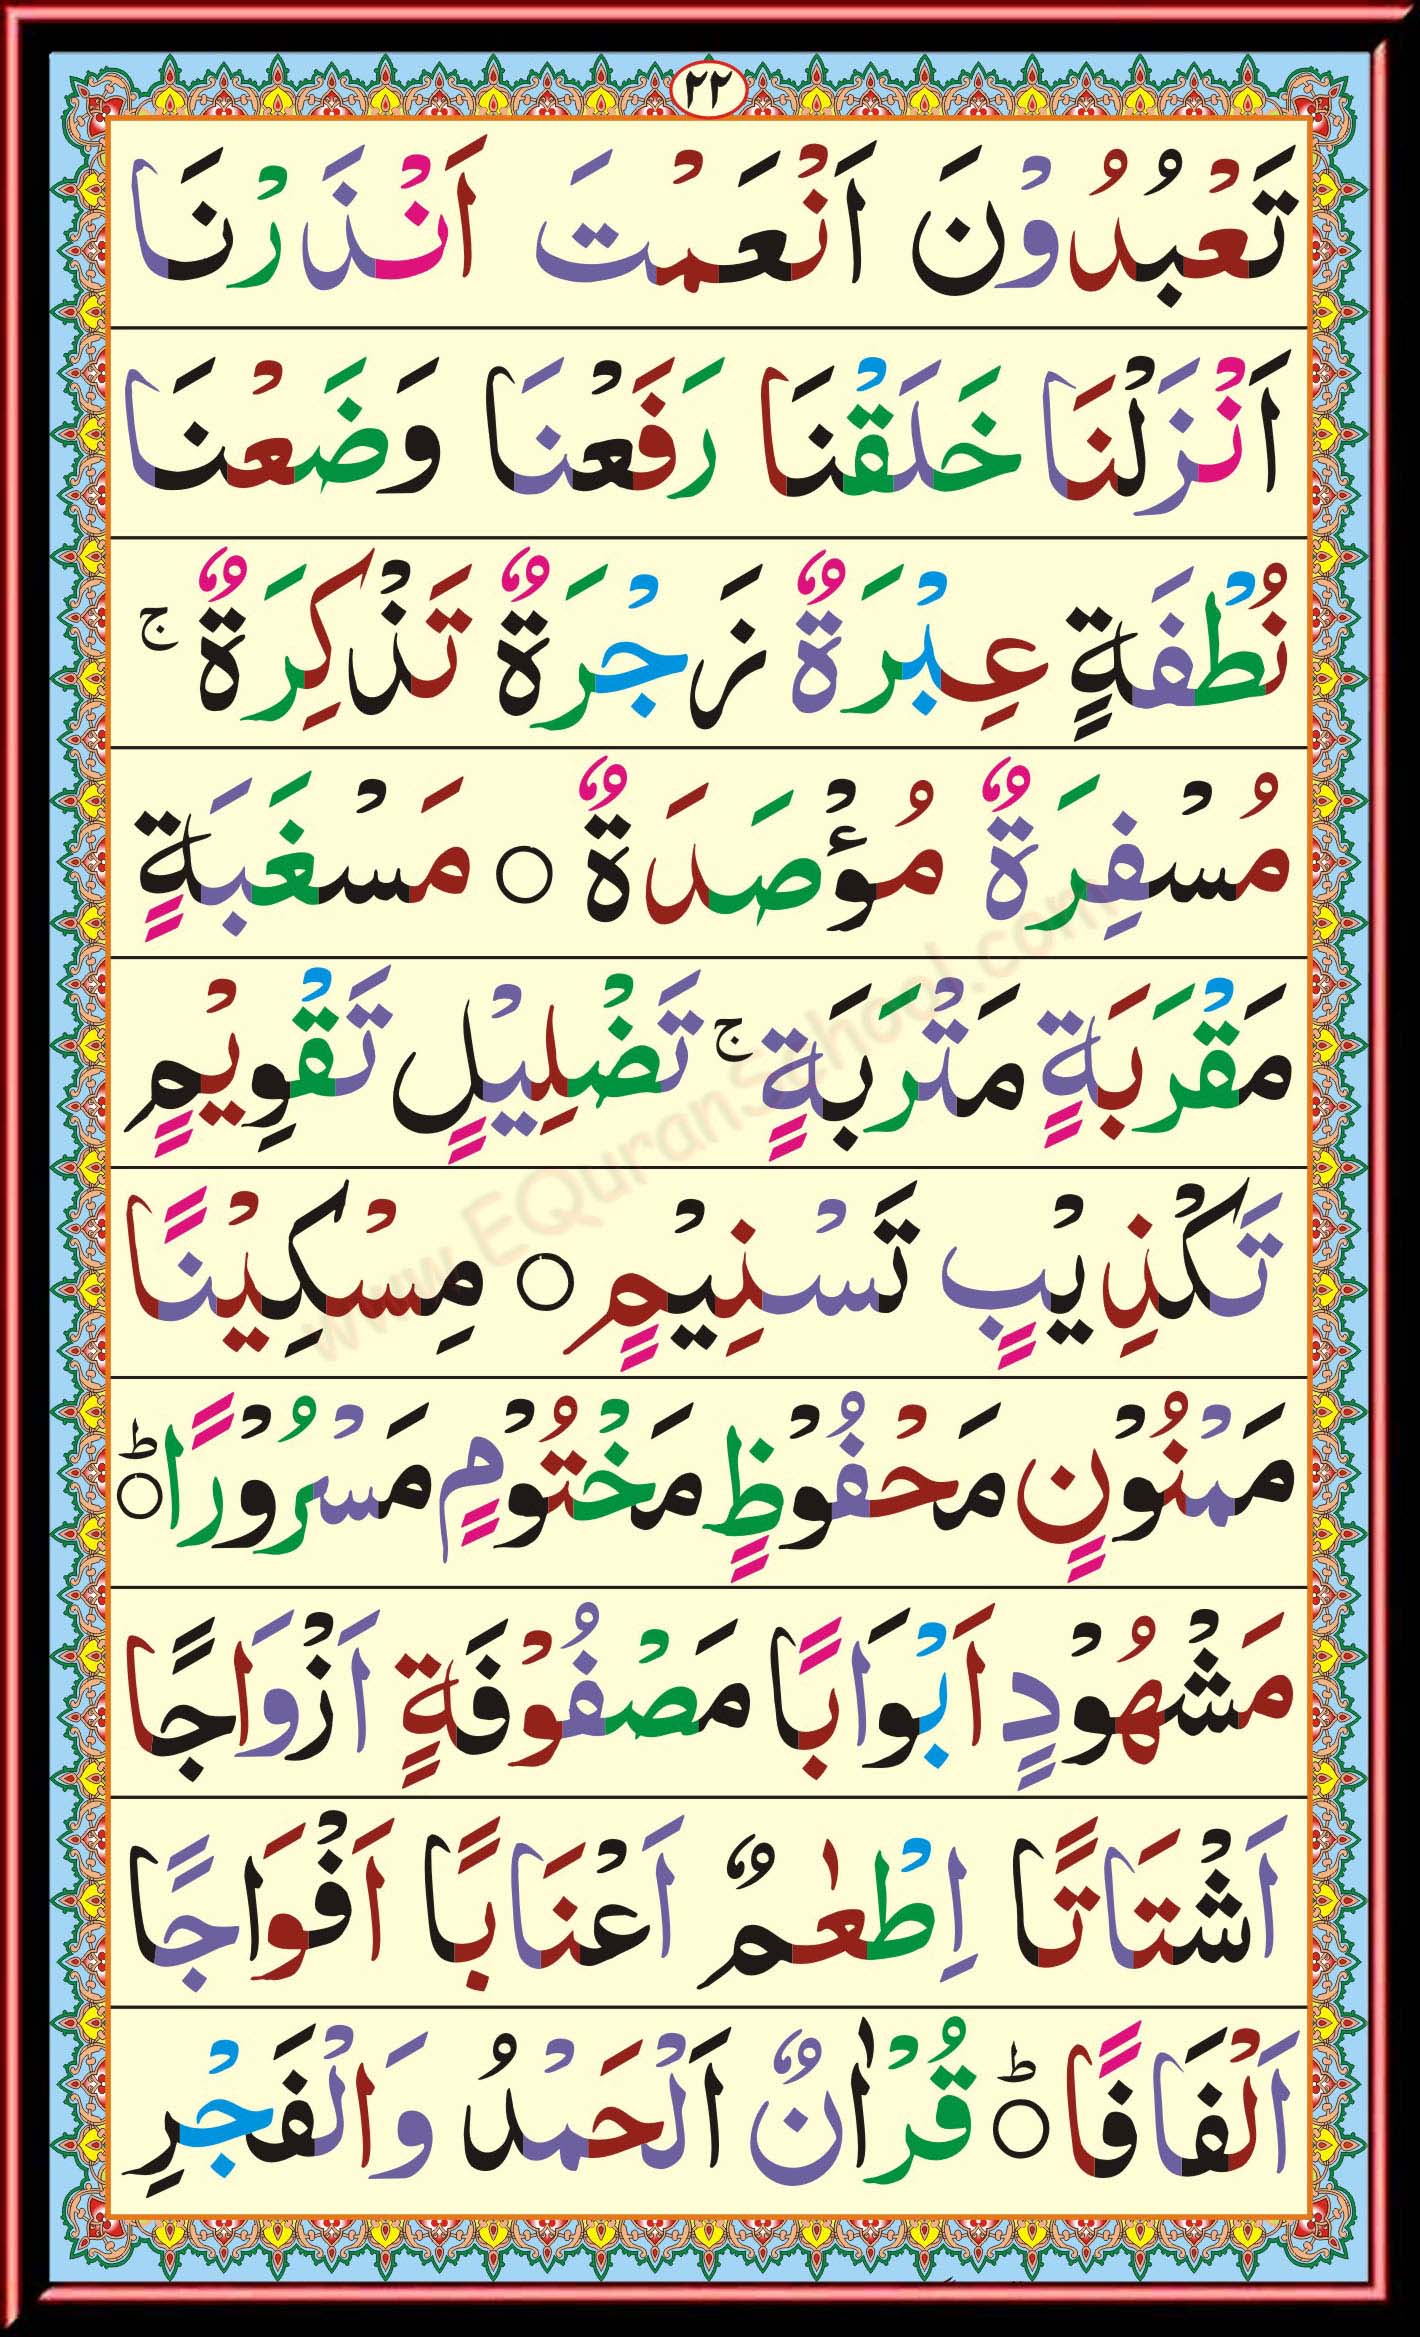 ٢٢
تَعْبُدُوْنَ اَنْعَمْتَ اَنْذَرْنَا
اَنْزَلْنَا خَلَقْنَا رَفَعْنَا وَضَعْنَا
نُطْفَةٍ عِبْرَةٌ زَجْرَةٌ تَذْكِرَةٌ ۚ
مُسْفِرَةٌ مُؤْصَدَةٌ ○ مَسْغَبَةٍ
مَقْرَبَةٍ مَتْرَبَةٍ ۚ تَضْلِيْلٍ تَقْوِيْمٍ
تَكْذِيْبٍ تَسْنِيْمٍ ○ مِسْكِيْنًا
مَمْنُوْنٍ مَحْفُوْظٍ مَخْتُوْمٍ مَسْرُوْرًا ○ؕ
مَشْهُوْدٍ اَبْوَابًا مَصْفُوْفَةٍ اَزْوَاجًا
اَشْتَاتًا اِطْعٰمٌ اَعْنَابًا اَفْوَاجًا
اَلْفَافًا ○ؕ قُرْاٰنٌ اَلْحَمْدُ وَالْفَجْرِ
www.EQuranSchool.com